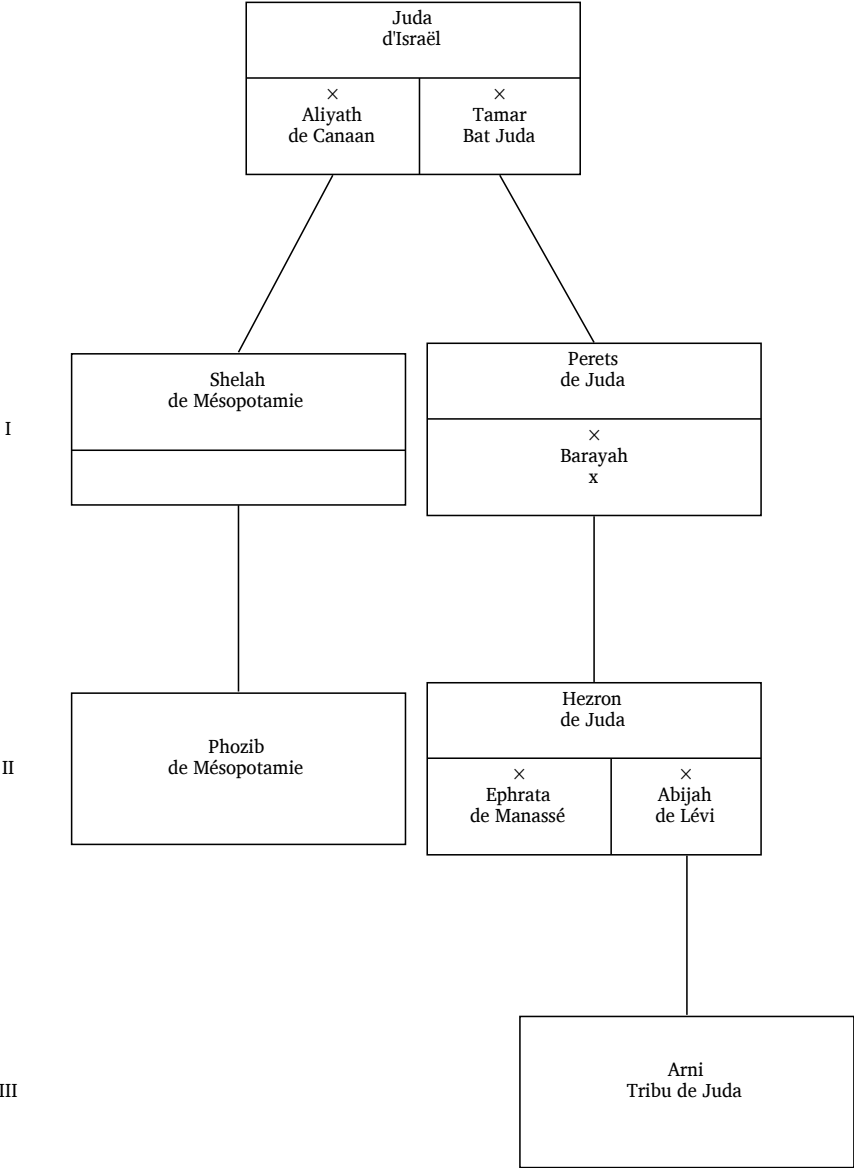 Juda
d'Israël
×
Aliyath
de Canaan
×
Tamar
Bat Juda
I
Shelah
de Mésopotamie
Perets
de Juda
×
Barayah
x
II
Phozib
de Mésopotamie
Hezron
de Juda
×
Ephrata
de Manassé
×
Abijah
de Lévi
III
Arni
Tribu de Juda